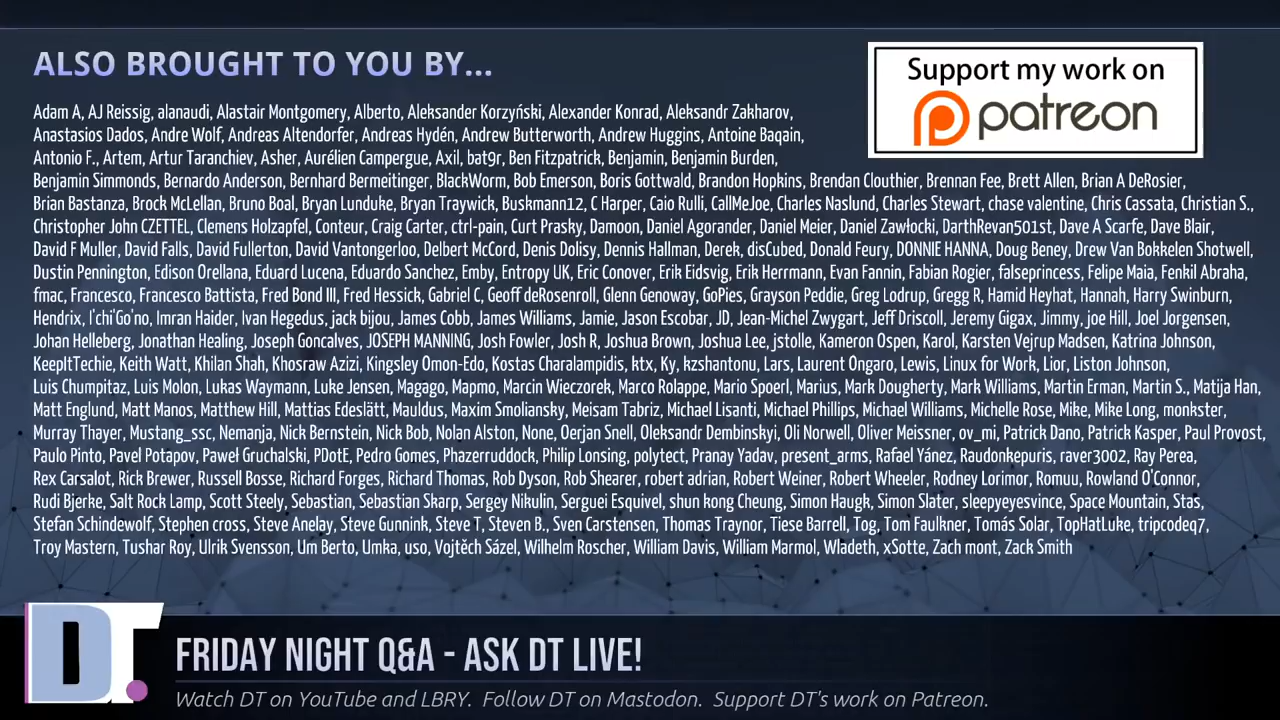 ALSO BROUGHT TO YOU BY...
Support my work on
patreon
Adam A, AJ Reissig, alanaudi, Alastair Montgomery, Alberto, Aleksander Korzyński, Alexander Konrad, Aleksandr Zakharov,
Anastasios Dados, Andre Wolf, Andreas Altendorfer, Andreas Hydén, Andrew Butterworth, Andrew Huggins, Antoine Baqain,
Antonio F., Artem, Artur Taranchiev, Asher, Aurélien Campergue, Axil, bat9r, Ben Fitzpatrick, Benjamin, Benjamin Burden,
Benjamin Simmonds, Bernardo Anderson, Bernhard Bermeitinger, BlackWorm, Bob Emerson, Boris Gottwald, Brandon Hopkins, Brendan Clouthier, Brennan Fee, Brett Allen, Brian A DeRosier,
Brian Bastanza, Brock McLellan, Bruno Boal, Bryan Lunduke, Bryan Traywick, Buskmann12, C Harper, Caio Rulli, CallMeJoe, Charles Naslund, Charles Stewart, chase valentine, Chris Cassata, Christian S.,
Christopher John CZETTEL, Clemens Holzapfel, Conteur, Craig Carter, ctrl-pain, Curt Prasky, Damoon, Daniel Agorander, Daniel Meier, Daniel Zawłocki, DarthRevan501st, Dave A Scarfe, Dave Blair,
David F Muller, David Falls, David Fullerton, David Vantongerloo, Delbert McCord, Denis Dolisy, Dennis Hallman, Derek, disCubed, Donald Feury, DONNIE HANNA, Doug Beney, Drew Van Bokkelen Shotwell,
Dustin Pennington, Edison Orellana, Eduard Lucena, Eduardo Sanchez, Emby, Entropy UK, Eric Conover, Erik Eidsvig, Erik Herrmann, Evan Fannin, Fabian Rogier, falseprincess, Felipe Maia, Fenkil Abraha,
fmac, Francesco, Francesco Battista, Fred Bond III, Fred Hessick, Gabriel C, Geoff deRosenroll, Glenn Genoway, GoPies, Grayson Peddie, Greg Lodrup, Gregg R, Hamid Heyhat, Hannah, Harry Swinburn,
Hendrix, I'chi'Go'no, Imran Haider, Ivan Hegedus, jack bijou, James Cobb, James Williams, Jamie, Jason Escobar, JD, Jean-Michel Zwygart, Jeff Driscoll, Jeremy Gigax, Jimmy, joe Hill, Joel Jorgensen,
Johan Helleberg, Jonathan Healing, Joseph Goncalves, JOSEPH MANNING, Josh Fowler, Josh R, Joshua Brown, Joshua Lee, jstolle, Kameron Ospen, Karol, Karsten Vejrup Madsen, Katrina Johnson,
KeepItTechie, Keith Watt, Khilan Shah, Khosraw Azizi, Kingsley Omon-Edo, Kostas Charalampidis, ktx, Ky, kzshantonu, Lars, Laurent Ongaro, Lewis, Linux for Work, Lior, Liston Johnson,
Luis Chumpitaz, Luis Molon, Lukas Waymann, Luke Jensen, Magago, Mapmo, Marcin Wieczorek, Marco Rolappe, Mario Spoerl, Marius, Mark Dougherty, Mark Williams, Martin Erman, Martin S., Matija Han,
Matt Englund, Matt Manos, Matthew Hill, Mattias Edeslätt, Mauldus, Maxim Smoliansky, Meisam Tabriz, Michael Lisanti, Michael Phillips, Michael Williams, Michelle Rose, Mike, Mike Long, monkster,
Murray Thayer, Mustang_ssc, Nemanja, Nick Bernstein, Nick Bob, Nolan Alston, None, Oerjan Snell, Oleksandr Dembinskyi, Oli Norwell, Oliver Meissner, ov_mi, Patrick Dano, Patrick Kasper, Paul Provost,
Paulo Pinto, Pavel Potapov, Paweł Gruchalski, PDotE, Pedro Gomes, Phazerruddock, Philip Lonsing, polytect, Pranay Yadav, present_arms, Rafael Yánez, Raudonkepuris, raver3002, Ray Perea,
Rex Carsalot, Rick Brewer, Russell Bosse, Richard Forges, Richard Thomas, Rob Dyson, Rob Shearer, robert adrian, Robert Weiner, Robert Wheeler, Rodney Lorimor, Romuu, Rowland O'Connor,
Rudi Bjerke, Salt Rock Lamp, Scott Steely, Sebastian, Sebastian Skarp, Sergey Nikulin, Serguei Esquivel, shun kong Cheung, Simon Haugk, Simon Slater, sleepyeyesvince, Space Mountain, Stas,
Stefan Schindewolf, Stephen cross, Steve Anelay, Steve Gunnink, Steve T, Steven B., Sven Carstensen, Thomas Traynor, Tiese Barrell, Tog, Tom Faulkner, Tomás Solar, TopHatLuke, tripcodeq7,
Troy Mastern, Tushar Roy, Ulrik Svensson, Um Berto, Umka, uso, Vojtěch Sázel, Wilhelm Roscher, William Davis, William Marmol, Wladeth, xSotte, Zach mont, Zack Smith
DT.
FRIDAY NIGHT Q&A - ASK DT LIVE!
Watch DT on YouTube and LBRY. Follow DT on Mastodon. Support DT's work on Patreon.